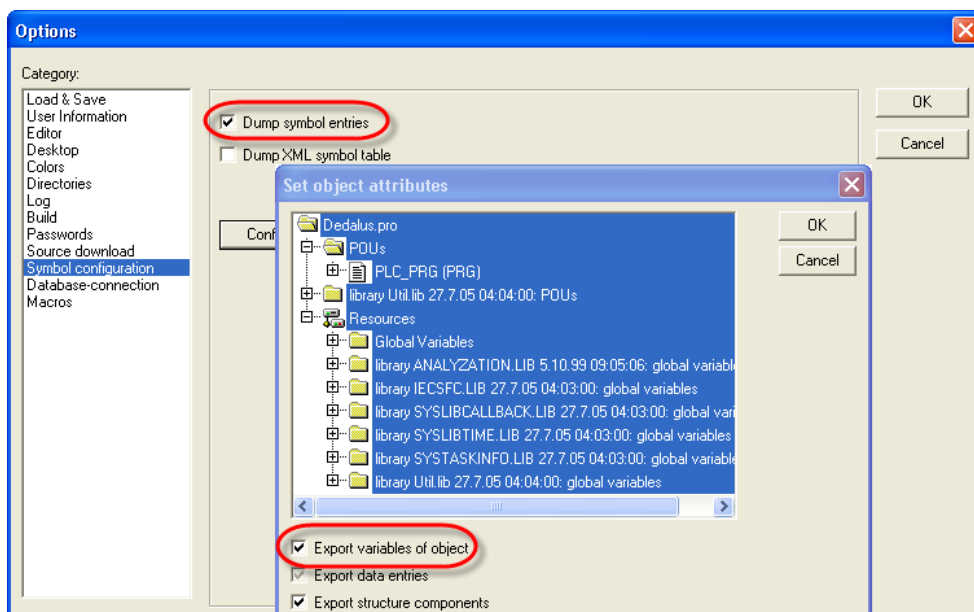 Options
Category:
Load & Save
User Information
Editor
Desktop
Colors
Directories
Log
Build
Passwords
Source download
Symbol configuration
Database-connection
Macros
Dump symbol entries
Dump XML symbol table
Conf
OK
Cancel
Set object attributes
Dedalus.pro
POUs
PLC_PRG (PRG)
library Util.lib 27.7.05 04:04:00: POUs
Resources
Global Variables
library ANALYZATION.LIB 5.10.99 09:05:06: global variabl
library IECSFC.LIB 27.7.05 04:03:00: global variables
library SYSLIBCALLBACK.LIB 27.7.05 04:03:00: global vari
library SYSLIBTIME.LIB 27.7.05 04:03:00: global variables
library SYSTASKINFO.LIB 27.7.05 04:03:00: global variable
library Util.lib 27.7.05 04:04:00: global variables
OK
Cancel
Export variables of object
Export data entries
Export structure components